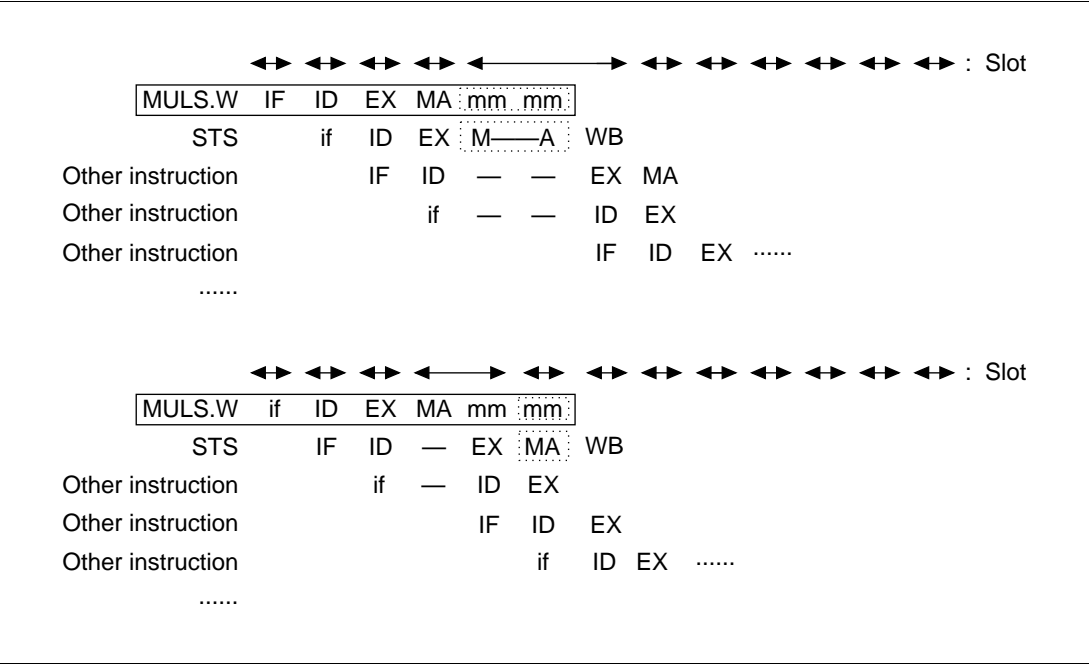 : Slot
MULS.W IF ID EX MA mm mm
STS if ID EX M——A WB
Other instruction IF ID — — EX MA
Other instruction if — — ID EX
Other instruction IF ID EX ......
......
: Slot
MULS.W if ID EX MA mm mm
STS IF ID — EX MA WB
Other instruction if — ID EX
Other instruction IF ID EX
Other instruction if ID EX ......
......